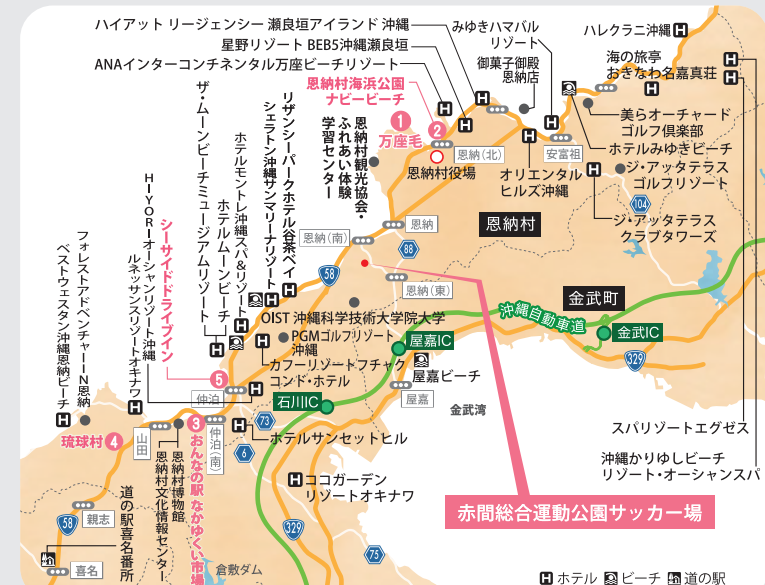 ハイアット リージェンシー 瀬良垣アイランド 沖縄
星野リゾート BEB5沖縄瀬良垣
ANAインターコンチネンタル万座ビーチリゾート
恩納村海浜公園
ナビービーチ
みゆきハマバル
リゾート
御菓子御殿
恩納店
ハレクラニ沖縄
海の旅亭
おきなわ名嘉真荘
美らオーチャード
ゴルフ倶楽部
ホテルみゆきビーチ
ジ・アッタテラス
ゴルフリゾート
ジ・アッタテラス
クラブタワーズ
104
安富祖
オリエンタル
ヒルズ沖縄
1
万座毛
2
恩納(北)
恩納村役場
恩納村観光協会・
ふれあい体験
学習センター
リザンシーパークホテル谷茶ベイ
シェラトン沖縄サンマリーナリゾート
ホテルモントレ沖縄スパ&リゾート
ホテルムーンビーチ
ザ・ムーンビーチミュージアムリゾート
シーサイドドライブイン
HIYORIオーシャンリゾート沖縄
ルネッサンスリゾートオキナワ
フォレストアドベンチャーIN恩納
ベストウェスタン沖縄恩納ビーチ
恩納村
恩納
恩納(南)
88
58
恩納(東)
金武町
沖縄自動車道
金武IC
329
OIST 沖縄科学技術大学院大学
PGMゴルフリゾート
沖縄
カフーリゾートフチャク
コンド・ホテル
屋嘉IC
屋嘉ビーチ
屋嘉
金武湾
5
仲泊
石川IC
73
ホテルサンセットヒル
6
琉球村
4
山田
3
おんなの駅 なかゆくい市場
仲泊(南)
恩納村博物館
恩納村文化情報センター
道の駅喜名番所
58
親志
喜名
倉敷ダム
ココガーデン
リゾートオキナワ
329
75
スパリゾートエグゼス
沖縄かりゆしビーチ
リゾート・オーシャンスパ
赤間総合運動公園サッカー場
H ホテル ビーチ 道の駅